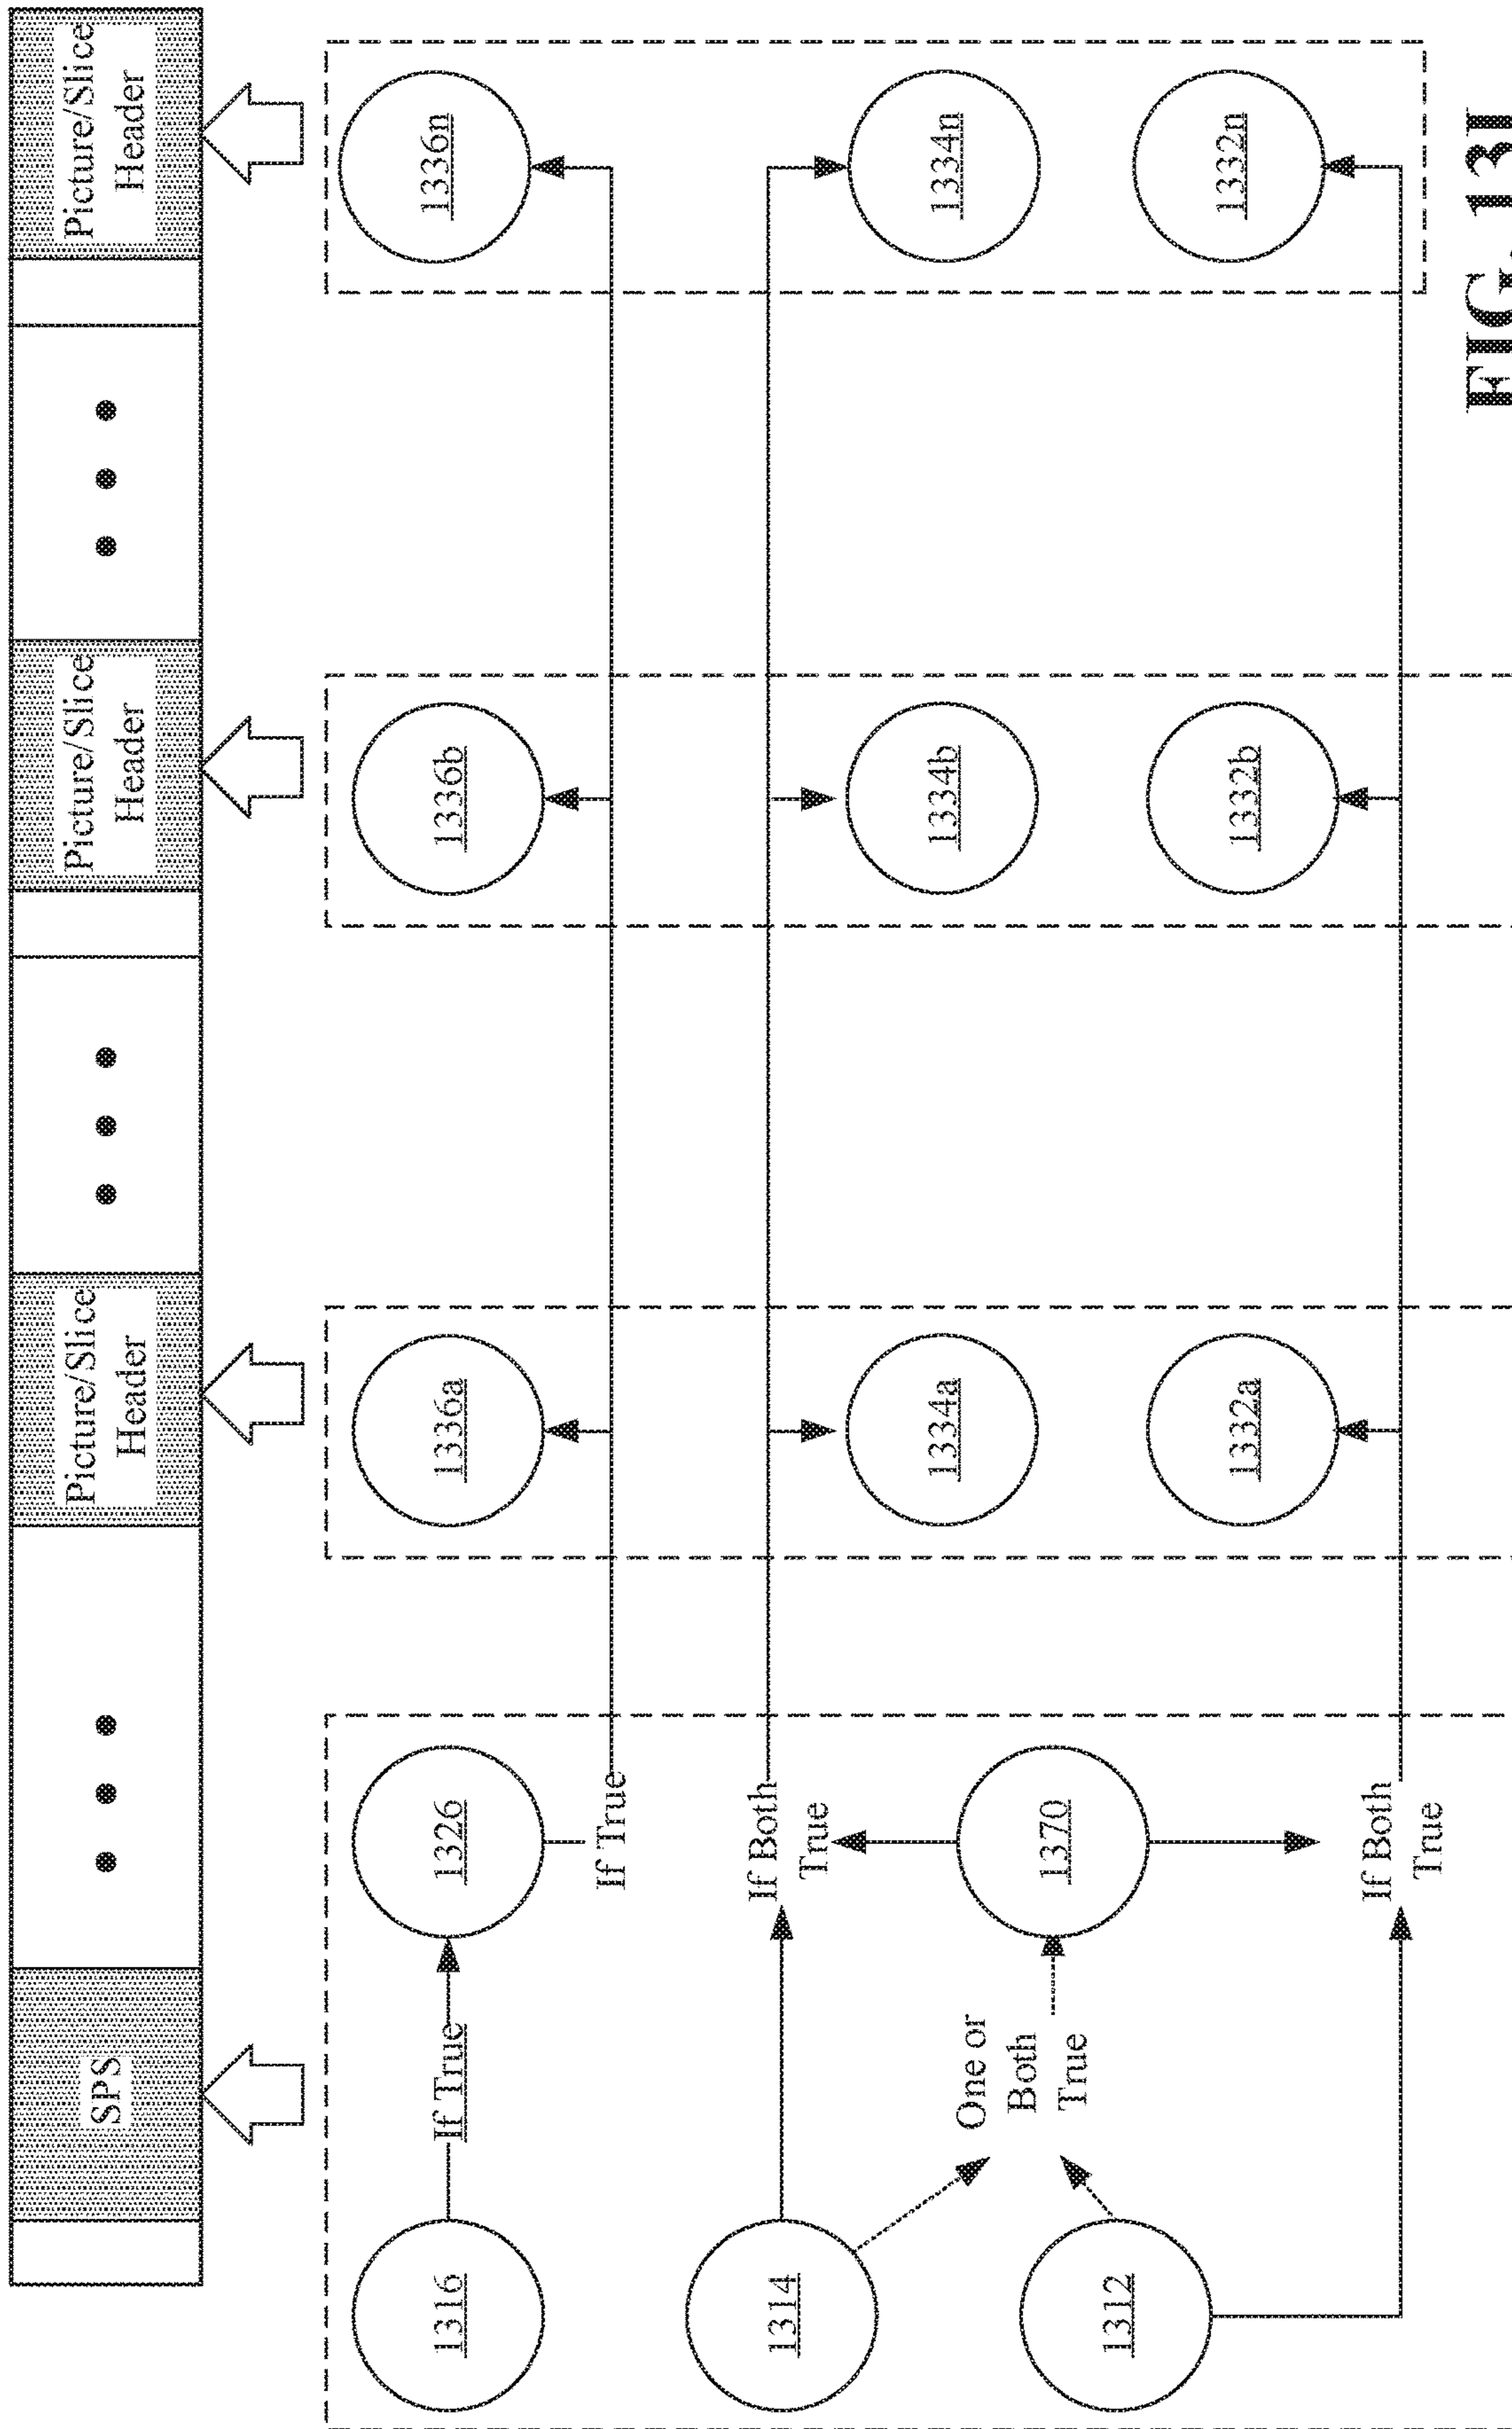 SPS
Picture/Slice
Header
Picture/Slice
Header
Picture/Slice
Header
1316
If True
1326
1336a
1336b
1336n
If True
1314
If Both
True
1334a
1334b
1334n
One or
Both
True
1370
1312
1332a
1332b
1332n
If Both
True
FIG.